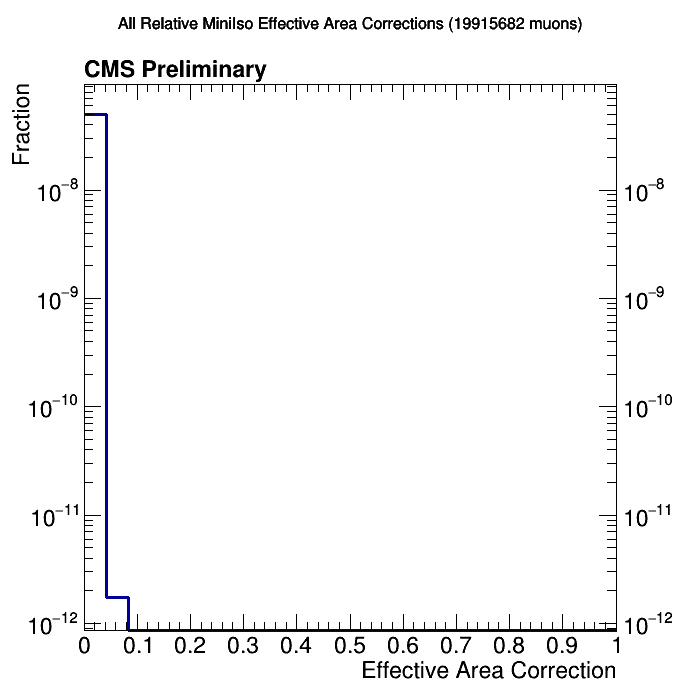 All Relative MiniIso Effective Area Corrections (19915682 muons)
CMS Preliminary
Fraction
10⁻⁸ 10⁻⁸
10⁻⁹ 10⁻⁹
10⁻¹⁰ 10⁻¹⁰
10⁻¹¹ 10⁻¹¹
10⁻¹² 10⁻¹²
0 0.1 0.2 0.3 0.4 0.5 0.6 0.7 0.8 0.9 1
Effective Area Correction